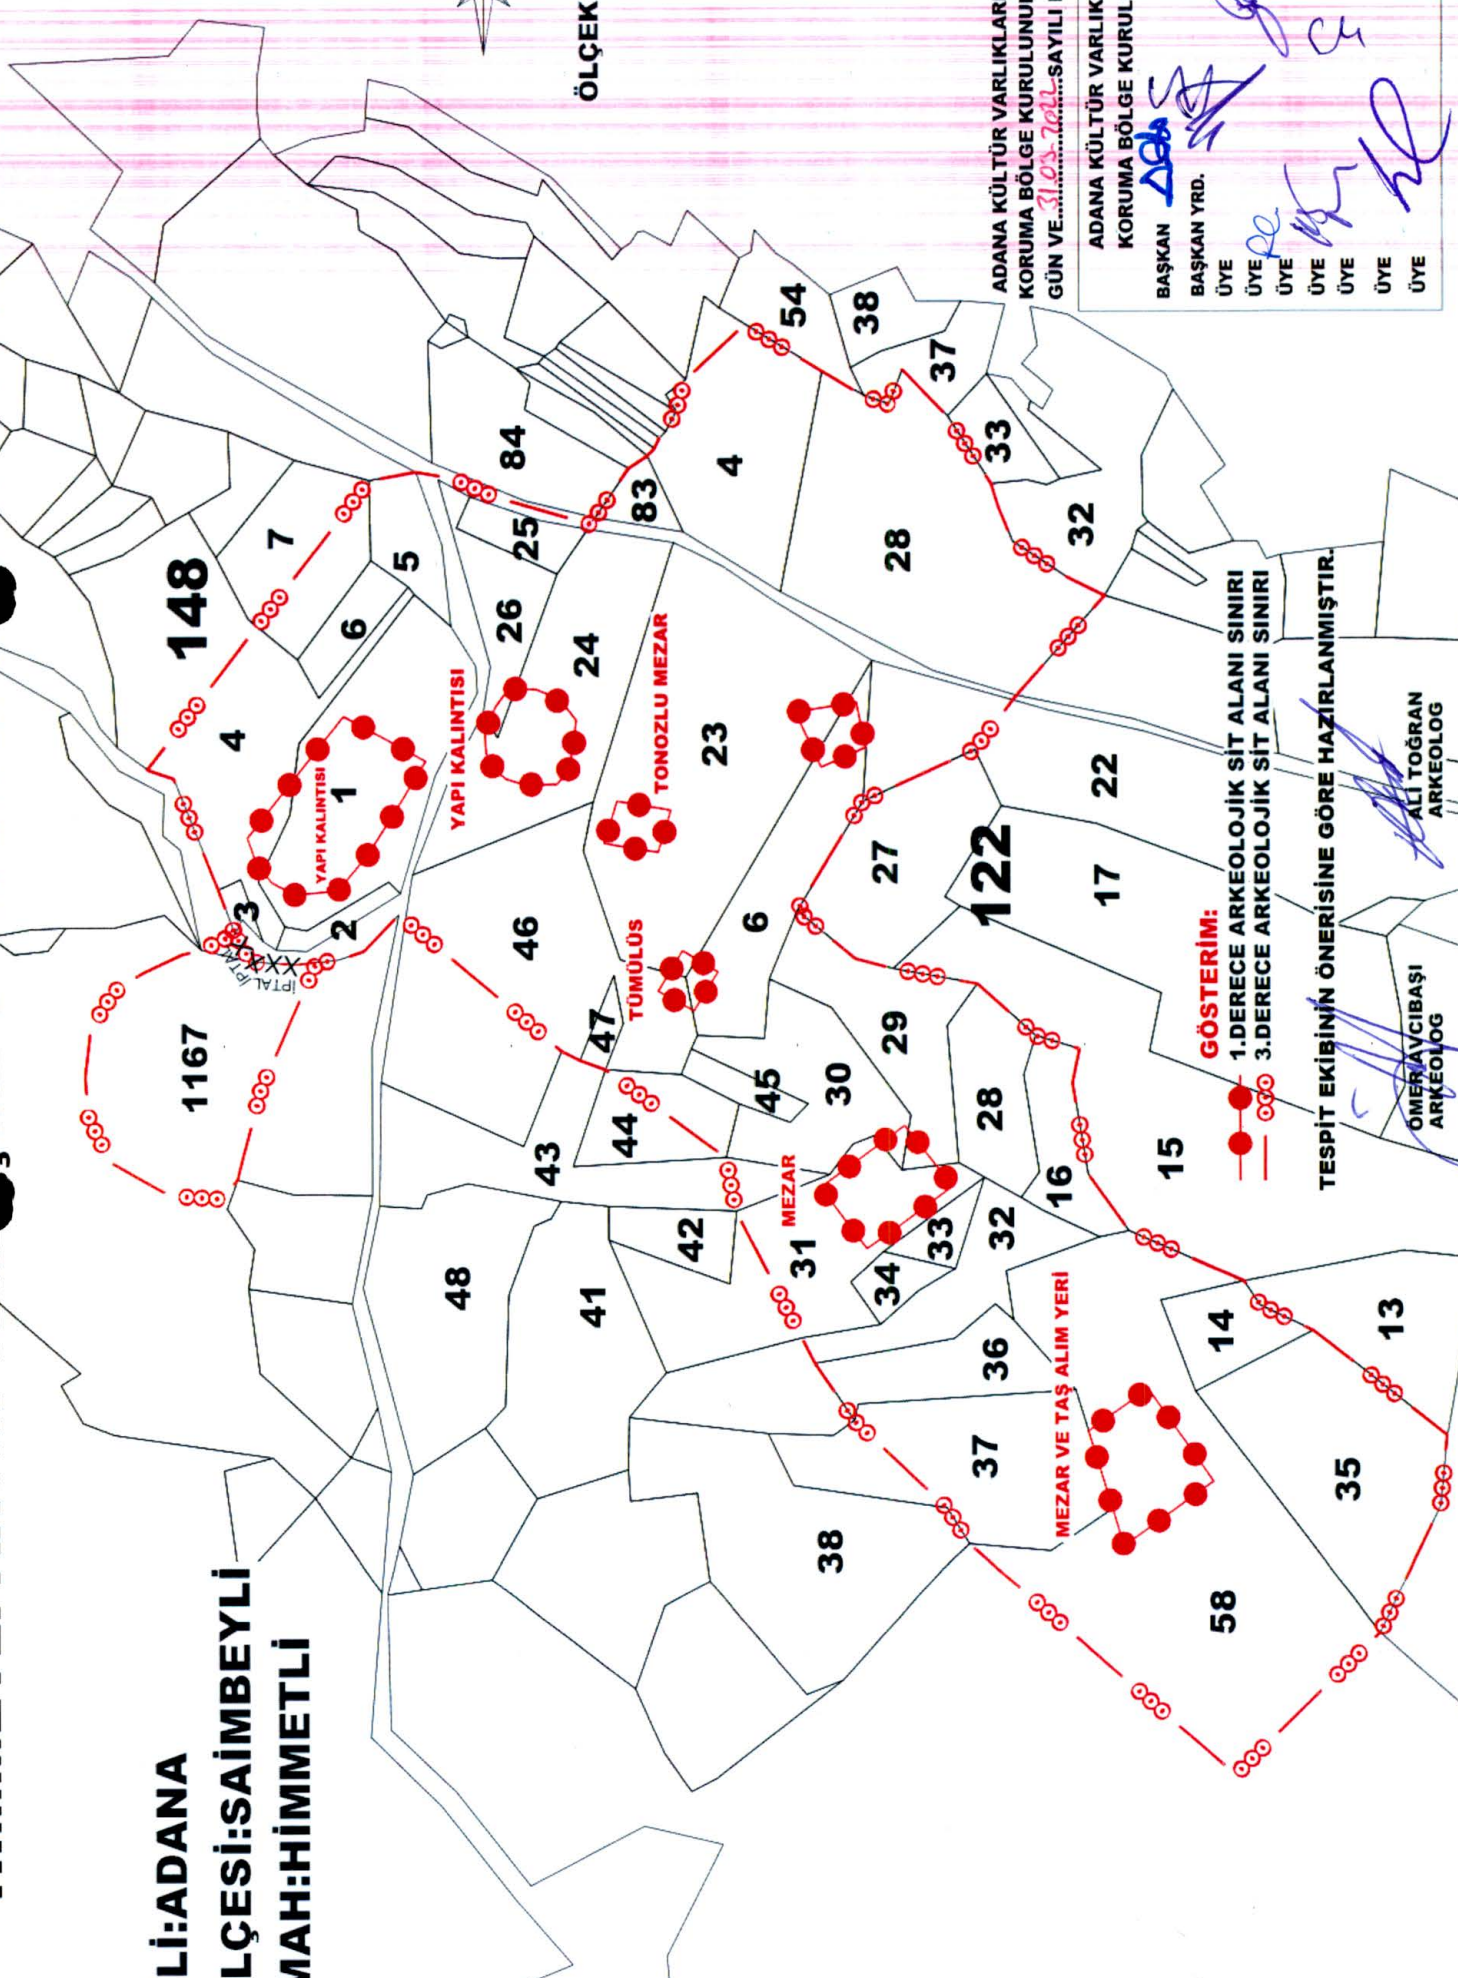 Lİ:ADANA
LÇESİ:SAİMBEYLİ
MAH:HİMMETLİ
ÖLÇEK
1167
İPTAL
İPTAL
XXX
3
2
1
YAPI KALINTISI
4
148
7
6
5
YAPI KALINTISI
26
25
84
24
83
TONOZLU MEZAR
23
4
54
38
37
33
28
32
48
43
46
47
TÜMÜLÜS
44
45
41
42
6
27
122
22
17
MEZAR
31
30
29
28
34
33
32
16
15
36
37
38
MEZAR VE TAŞ ALIM YERİ
14
13
35
58
GÖSTERİM:
1.DERECE ARKEOLOJİK SİT ALANI SINIRI
3.DERECE ARKEOLOJİK SİT ALANI SINIRI
TESPİT EKİBİNİN ÖNERİSİNE GÖRE HAZIRLANMIŞTIR.
ÖMER AVCIBAŞI
ARKEOLOG
ALİ TOĞRAN
ARKEOLOG
ADANA KÜLTÜR VARLIKLAR
KORUMA BÖLGE KURULUNU
GÜN VE 31.03.2022 SAYILI
ADANA KÜLTÜR VARLIK
KORUMA BÖLGE KURUL
BAŞKAN
BAŞKAN YRD.
ÜYE
ÜYE
ÜYE
ÜYE
ÜYE
ÜYE
ÜYE